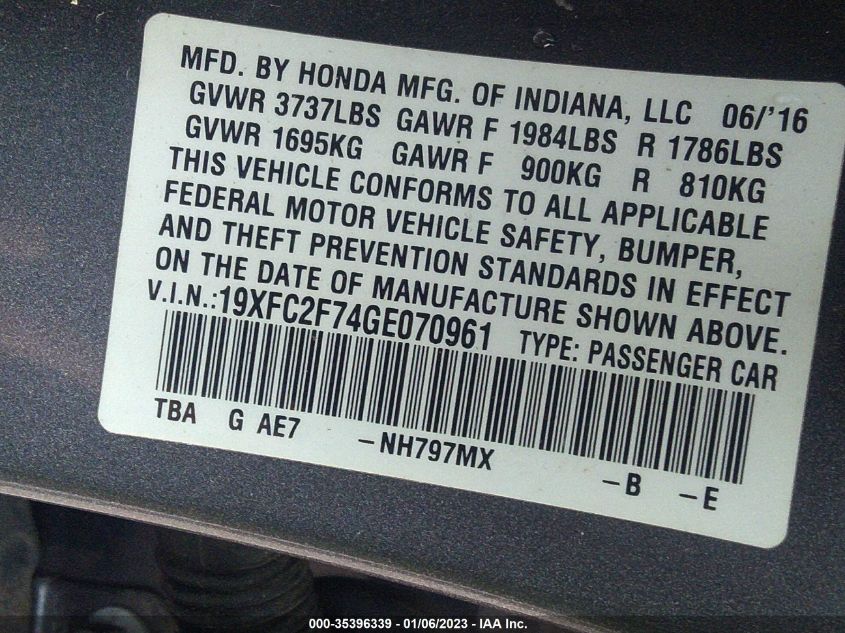 MFD. BY HONDA MFG. OF INDIANA, LLC 06/'16
GVWR 3737LBS GAWR F 1984LBS R 1786LBS
GVWR 1695KG GAWR F 900KG R 810KG
THIS VEHICLE CONFORMS TO ALL APPLICABLE
FEDERAL MOTOR VEHICLE SAFETY, BUMPER,
AND THEFT PREVENTION STANDARDS IN EFFECT
ON THE DATE OF MANUFACTURE SHOWN ABOVE.
V.I.N.:19XFC2F74GE070961 TYPE: PASSENGER CAR
TBA G AE7 -NH797MX -B -E
000-35396339 - 01/06/2023 - IAA Inc.